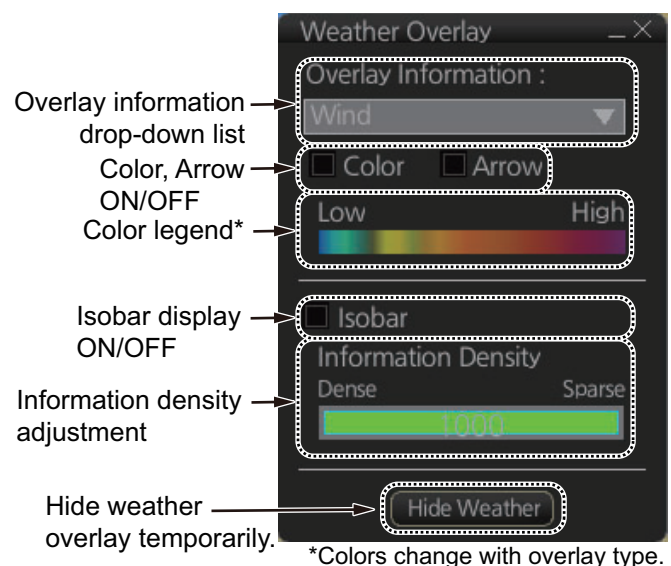 Weather Overlay
Overlay Information :
Wind
Color Arrow
Low High
Isobar
Information Density
Dense Sparse
1000
Hide Weather
Overlay information
drop-down list
Color, Arrow
ON/OFF
Color legend*
Isobar display
ON/OFF
Information density
adjustment
Hide weather
overlay temporarily.
*Colors change with overlay type.